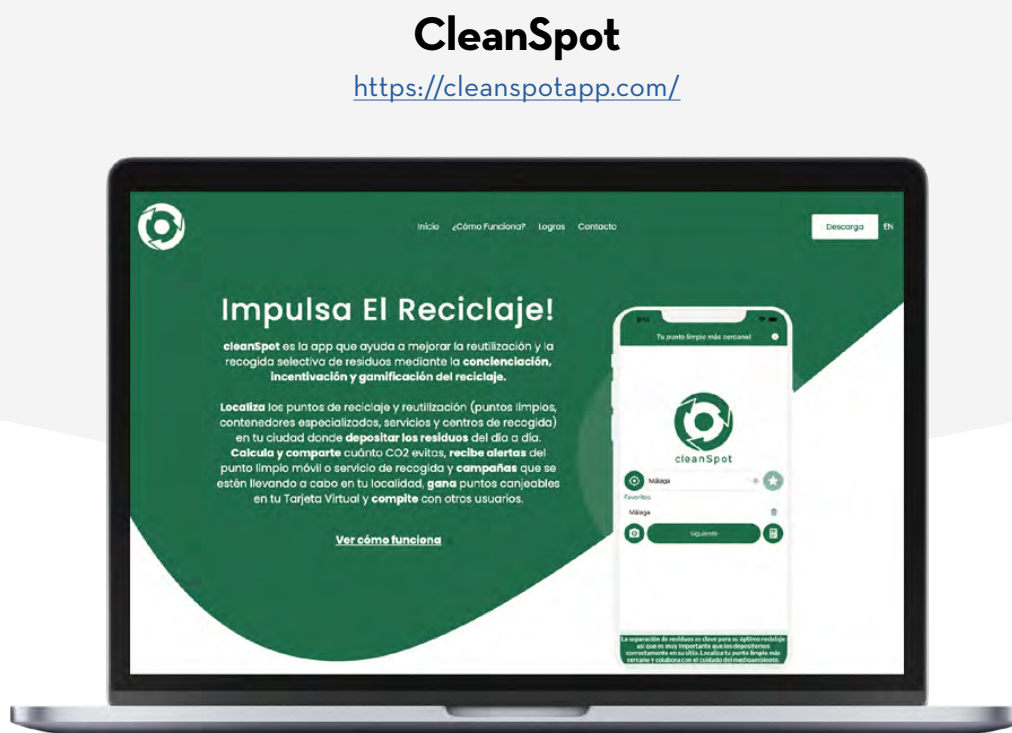 CleanSpot
https://cleanspotapp.com/
Inicio ¿Cómo Funciona? Logros Contacto
Descarga EN
Impulsa El Reciclaje!
cleanSpot es la app que ayuda a mejorar la reutilización y la
recogida selectiva de residuos mediante la concienciación,
incentivación y gamificación del reciclaje.
Localiza los puntos de reciclaje y reutilización (puntos limpios,
contenedores especializados, servicios y centros de recogida)
en tu ciudad donde depositar los residuos del día a día.
Calcula y comparte cuánto CO2 evitas, recibe alertas del
punto limpio móvil o servicio de recogida y campañas que se
estén llevando a cabo en tu localidad, gana puntos canjeables
en tu Tarjeta Virtual y compite con otros usuarios.
Ver cómo funciona
Tu punto limpio más cercano!
cleanSpot
Málaga
Favoritos
Málaga
Siguiente
La separación de residuos es clave para su óptimo reciclaje
así que es muy importante que los depositemos
correctamente en su sitio. Localiza tu punto limpio más
cercano y colabora con el cuidado del medioambiente.